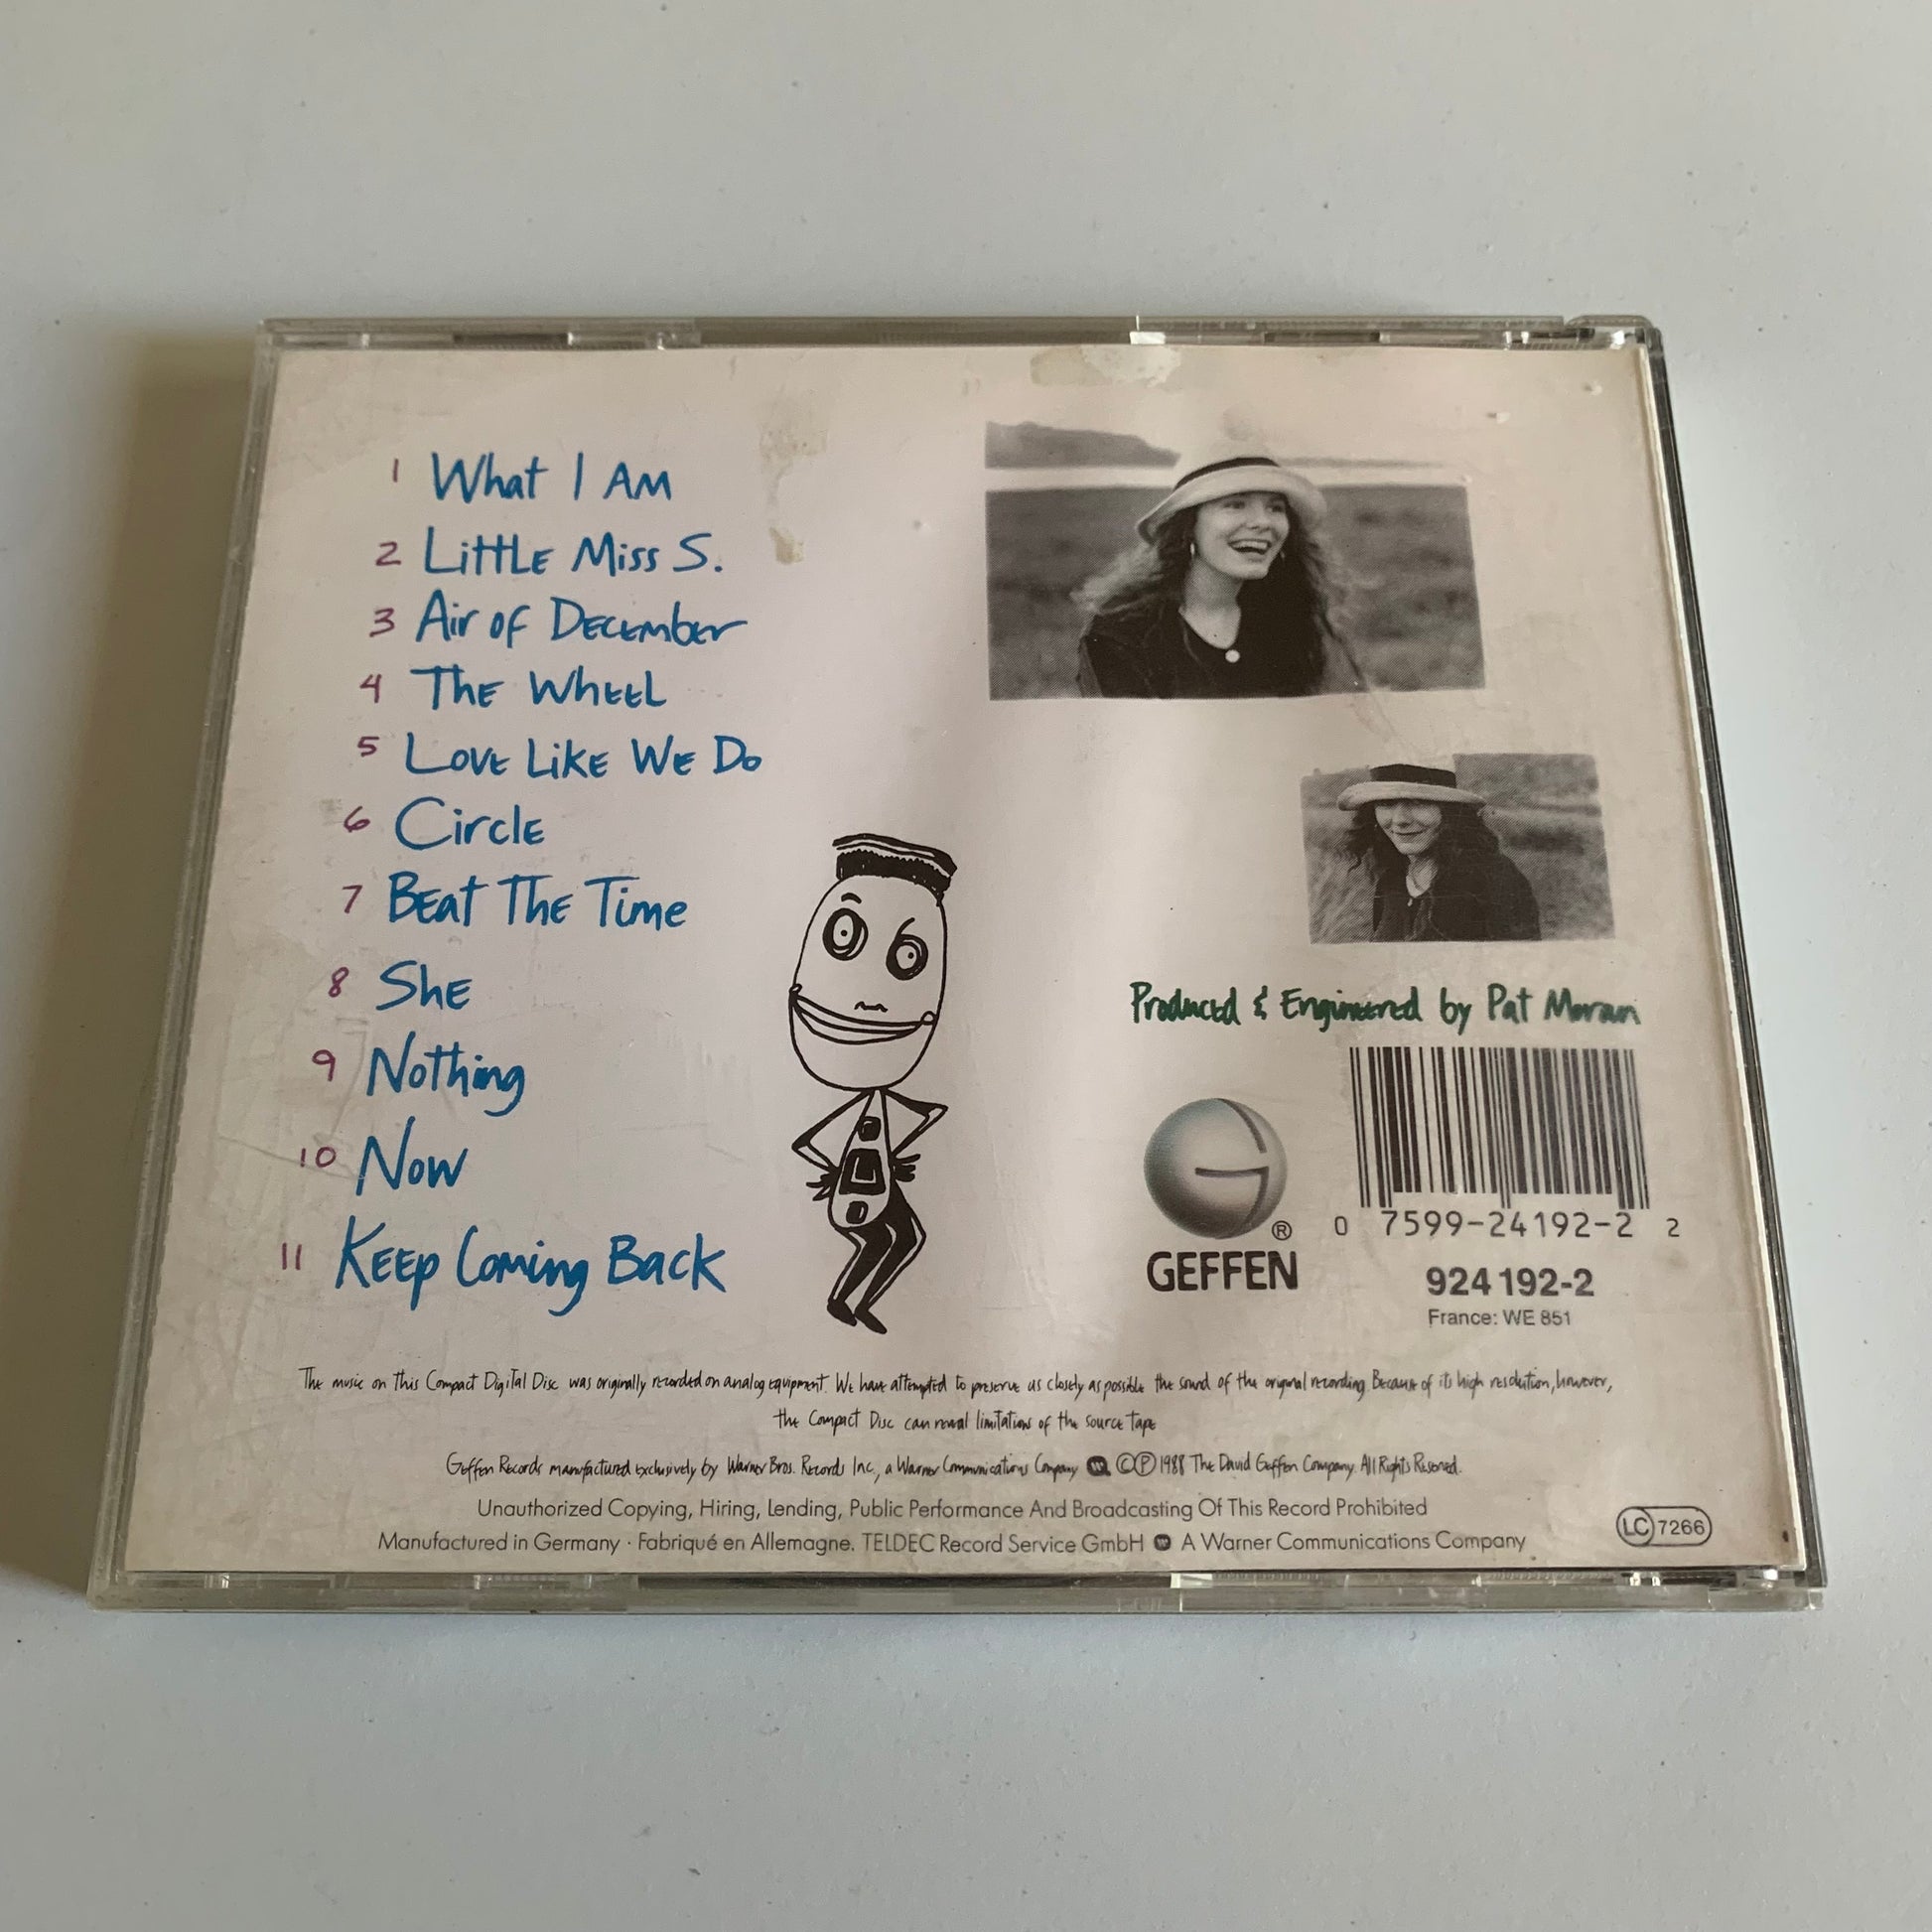 1 What I Am
2 Little Miss S.
3 Air of December
4 The Wheel
5 Love Like We Do
6 Circle
7 Beat The Time
8 She
9 Nothing
10 Now
11 Keep Coming Back
Produced & Engineered by Pat Moran
GEFFEN ®
0 7599-24192-2 2
924 192-2
France: WE 851
The music on this Compact Digital Disc was originally recorded on analog equipment. We have attempted to preserve as closely as possible the sound of the original recording. Because of its high resolution, however,
the Compact Disc can reveal limitations of the source tape
Geffen Records manufactured exclusively by Warner Bros. Records Inc., a Warner Communications Company ©℗ 1988 The David Geffen Company. All Rights Reserved.
Unauthorized Copying, Hiring, Lending, Public Performance And Broadcasting Of This Record Prohibited
Manufactured in Germany · Fabriqué en Allemagne. TELDEC Record Service GmbH A Warner Communications Company
LC 7266